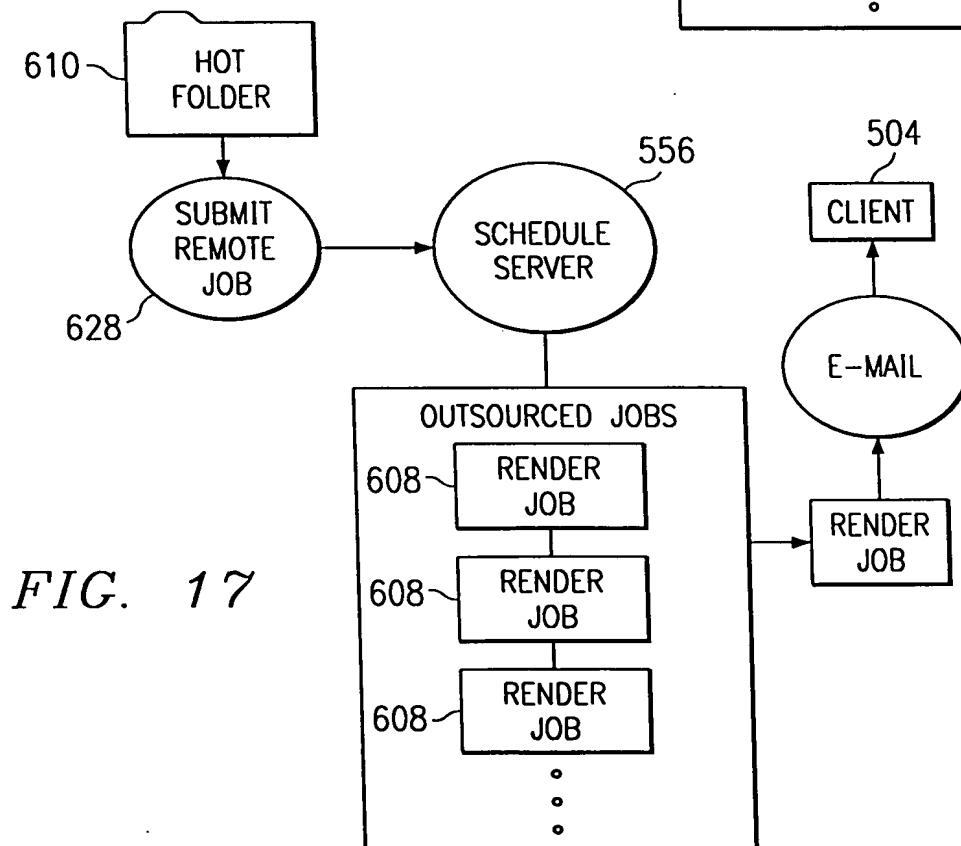 610
HOT
FOLDER
SUBMIT
REMOTE
JOB
628
556
SCHEDULE
SERVER
504
CLIENT
E-MAIL
RENDER
JOB
OUTSOURCED JOBS
608
RENDER
JOB
608
RENDER
JOB
608
RENDER
JOB
FIG. 17